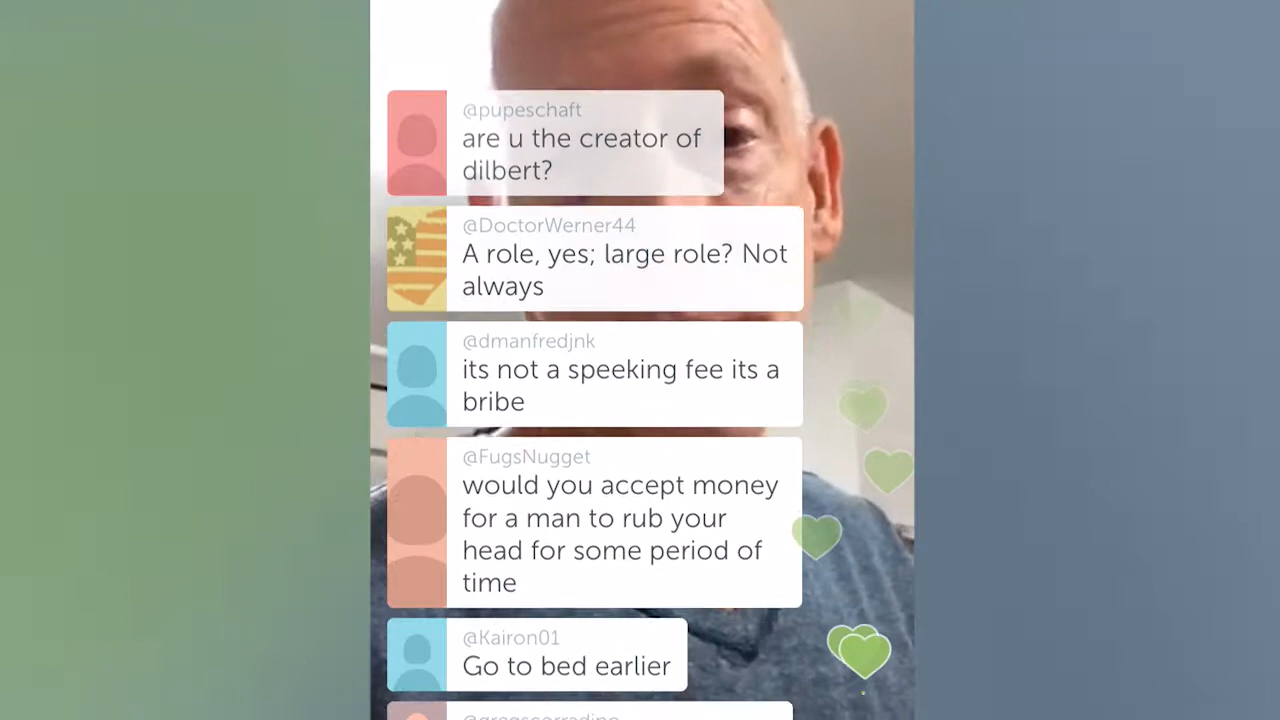 @pupeschaft
are u the creator of
dilbert?
@DoctorWerner44
A role, yes; large role? Not
always
@dmanfredjnk
its not a speeking fee its a
bribe
@FugsNugget
would you accept money
for a man to rub your
head for some period of
time
@Kairon01
Go to bed earlier